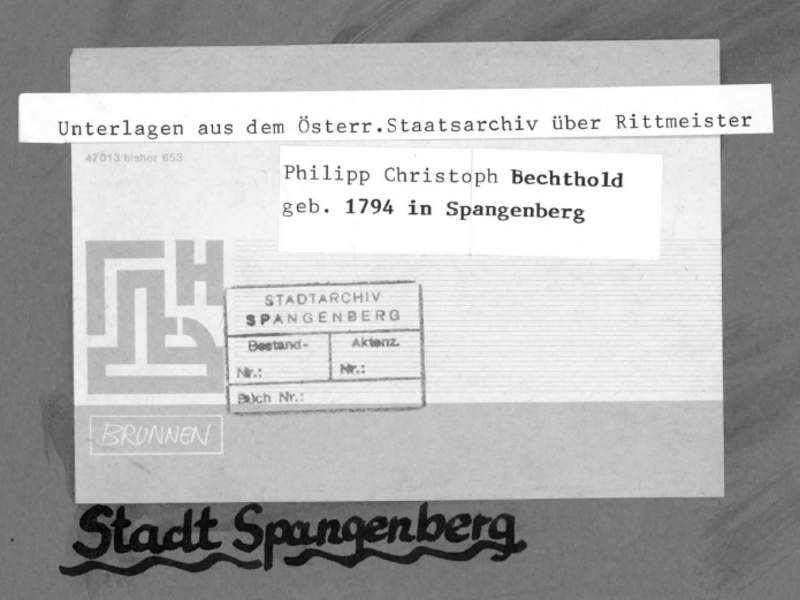 Unterlagen aus dem Österr.Staatsarchiv über Rittmeister
47013 bisher 653
Philipp Christoph Bechthold
geb. 1794 in Spangenberg
STADTARCHIV
SPANGENBERG
Bestand- Aktenz.
Nr.: Nr.:
Buch Nr.:
BRUNNEN
Stadt Spangenberg